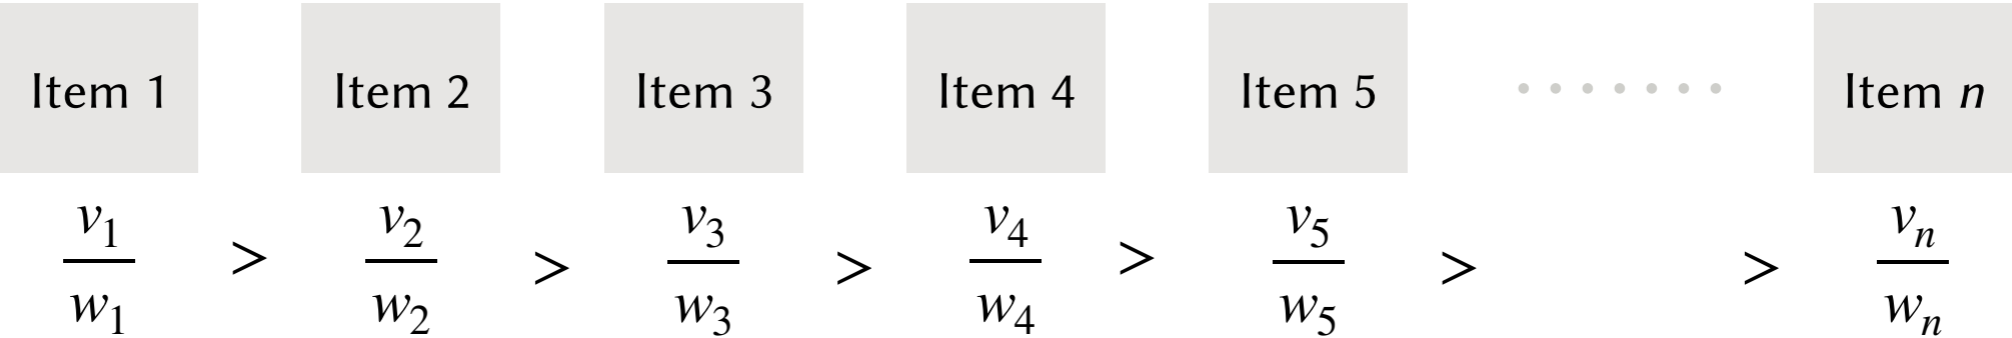 Item 1 Item 2 Item 3 Item 4 Item 5 ······· Item n
v₁/w₁ > v₂/w₂ > v₃/w₃ > v₄/w₄ > v₅/w₅ > > vₙ/wₙ